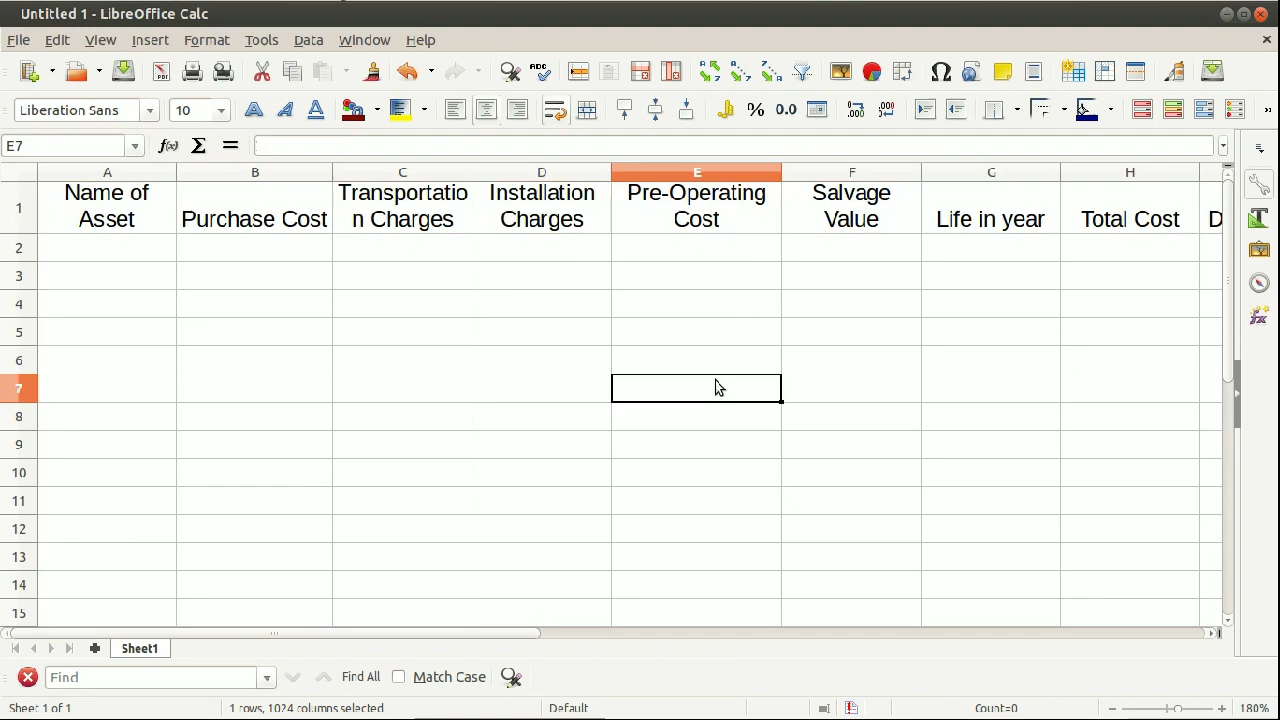 Untitled 1 - LibreOffice Calc
File Edit View Insert Format Tools Data Window Help
Liberation Sans 10
E7
A B C D E F G H
1 Name of Asset Purchase Cost Transportatio n Charges Installation Charges Pre-Operating Cost Salvage Value Life in year Total Cost D
2
3
4
5
6
7
8
9
10
11
12
13
14
15
Sheet1
Find Find All Match Case
Sheet 1 of 1 1 rows, 1024 columns selected Default Count=0 180%